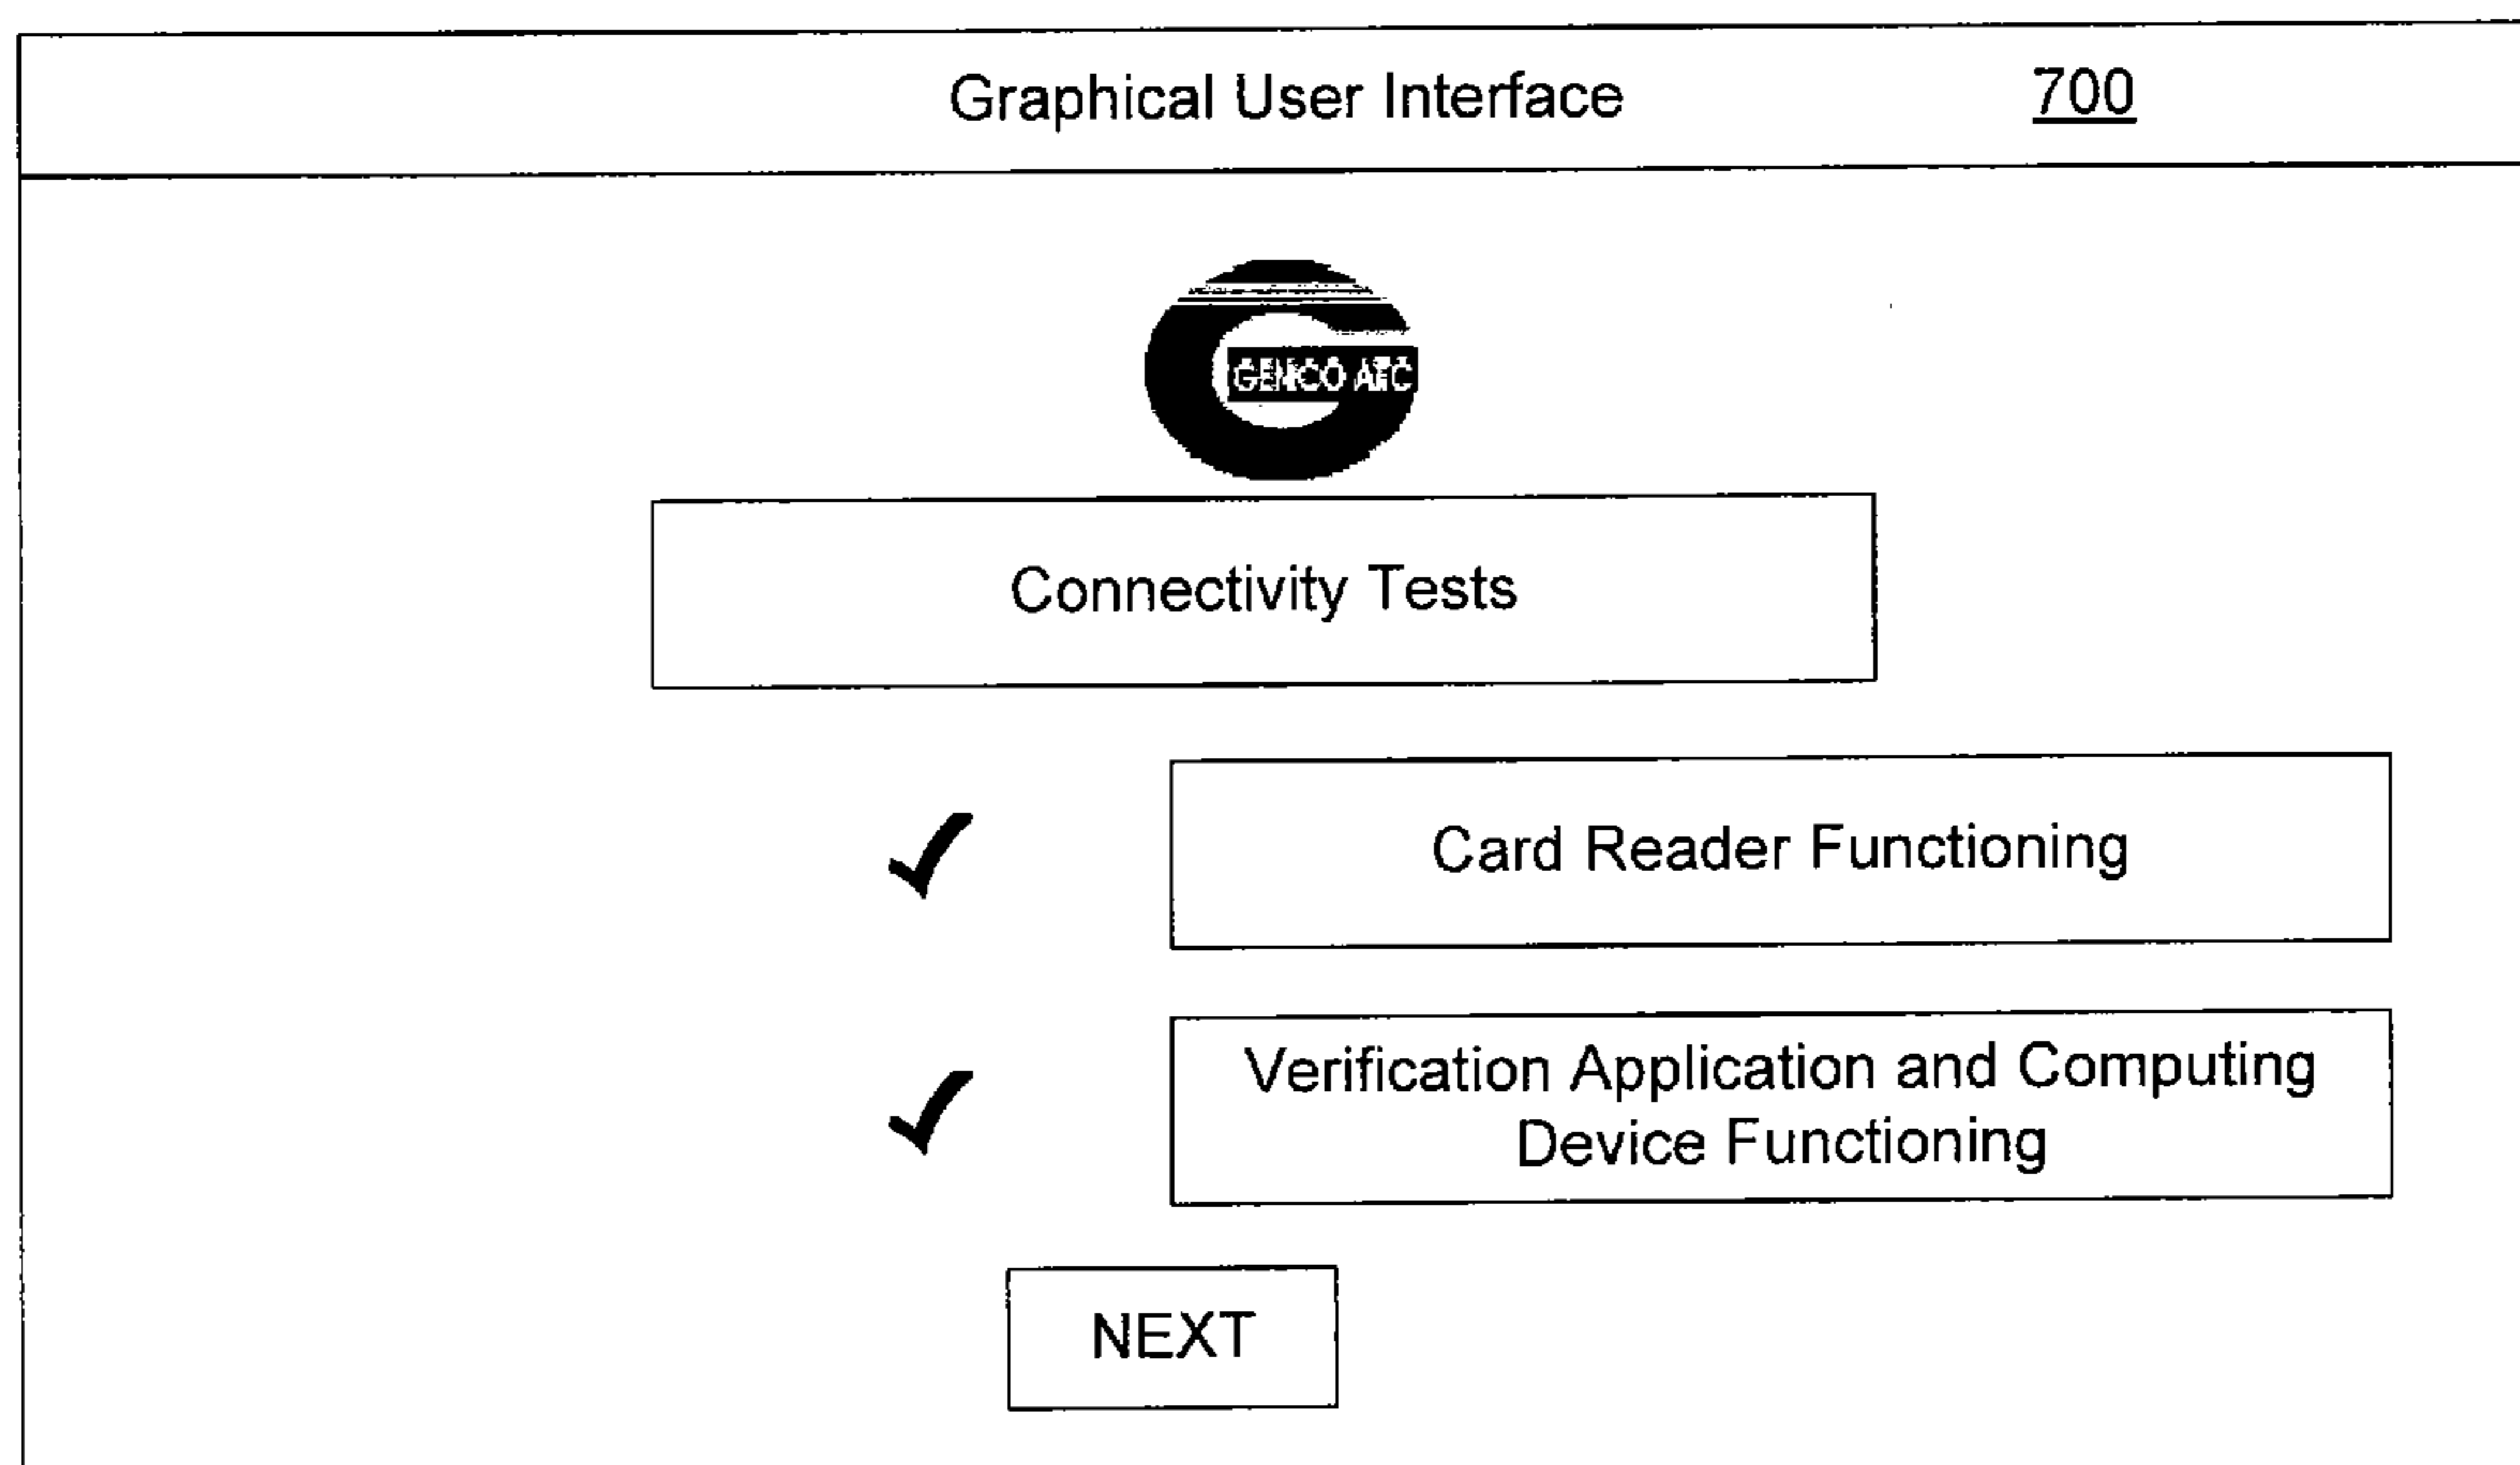 Graphical User Interface 700
GENCO ATC
Connectivity Tests
Card Reader Functioning
Verification Application and Computing
Device Functioning
NEXT